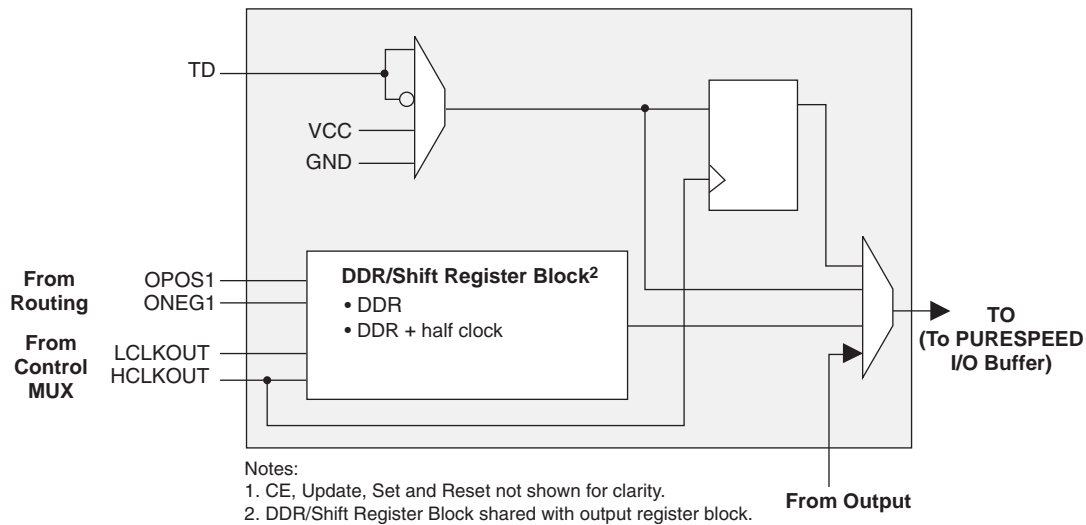 TD
VCC
GND
From
Routing
OPOS1
ONEG1
From
Control
MUX
LCLKOUT
HCLKOUT
DDR/Shift Register Block2
• DDR
• DDR + half clock
TO
(To PURESPEED
I/O Buffer)
From Output
Notes:
1. CE, Update, Set and Reset not shown for clarity.
2. DDR/Shift Register Block shared with output register block.